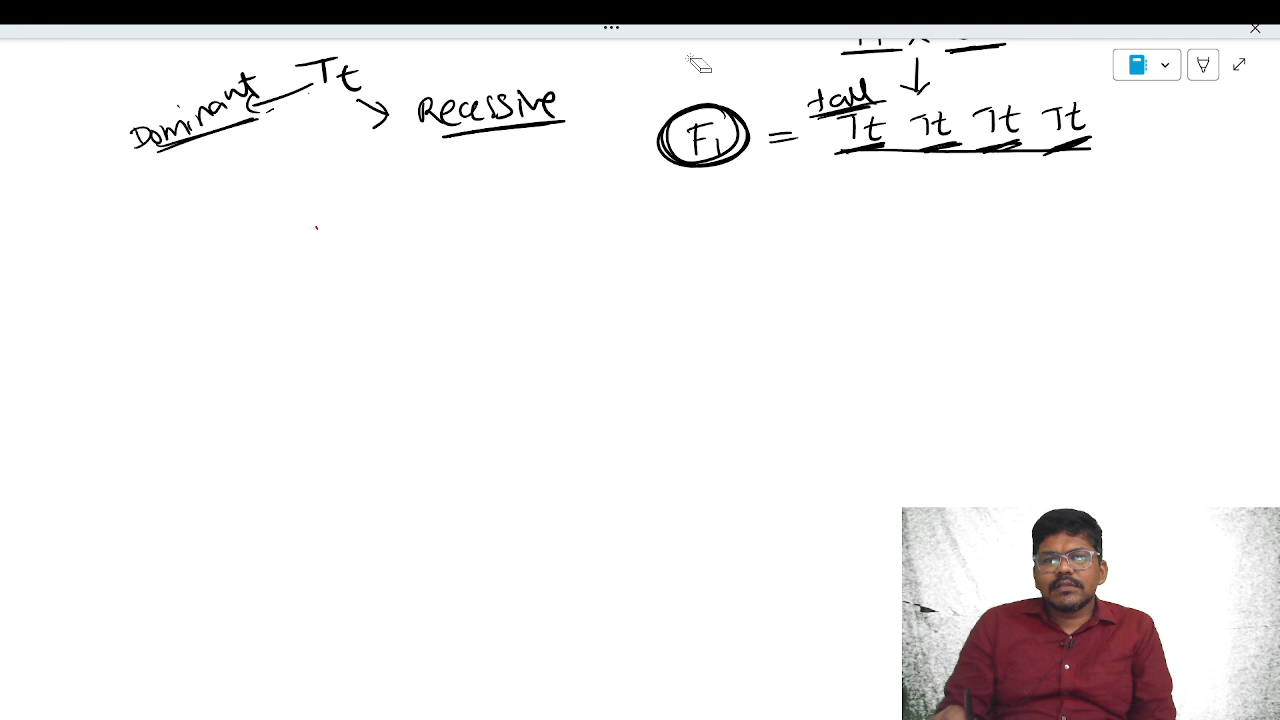 Tt
Dominant
Recessive
tall
F1 = Tt Tt Tt Tt